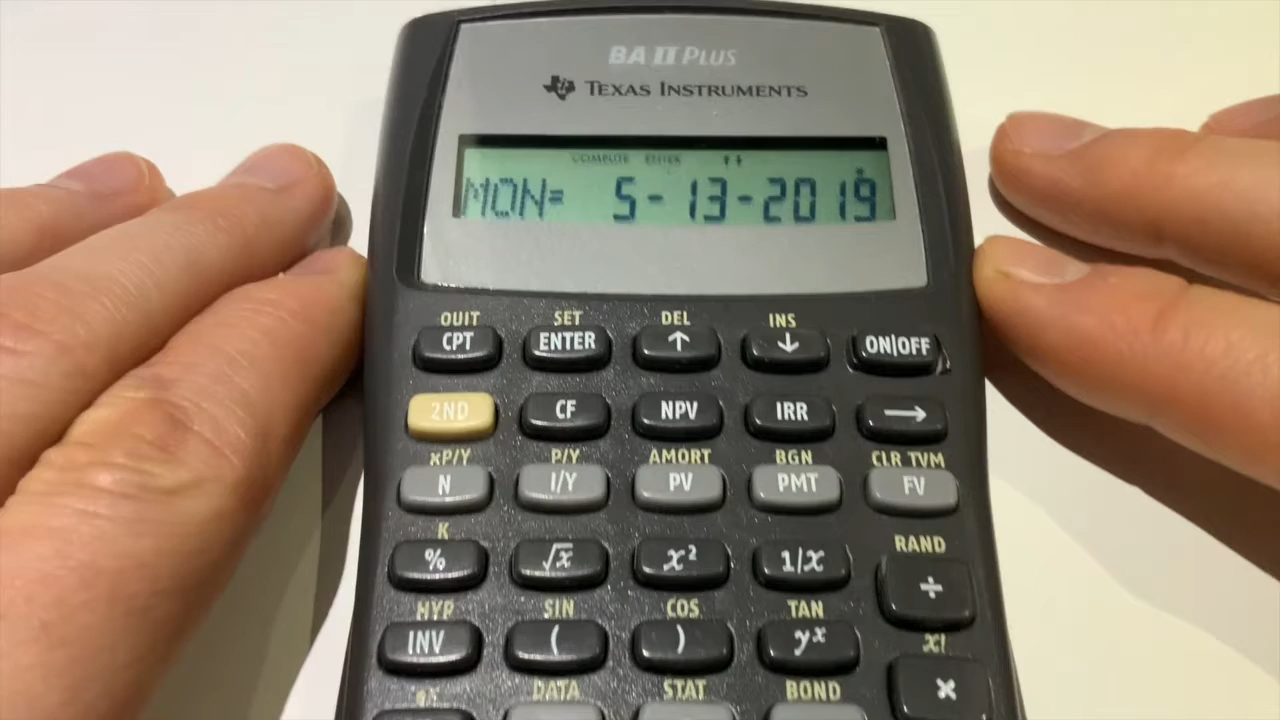 BA II PLUS
TEXAS INSTRUMENTS
COMPUTE ENTER ↑↓
MON= 5-13-2019
QUIT SET DEL INS
CPT ENTER ↑ ↓ ON|OFF
2ND CF NPV IRR →
xP/Y P/Y AMORT BGN CLR TVM
N I/Y PV PMT FV
K RAND
% √x x² 1/x ÷
HYP SIN COS TAN x!
INV ( ) yˣ ×
eˣ DATA STAT BOND